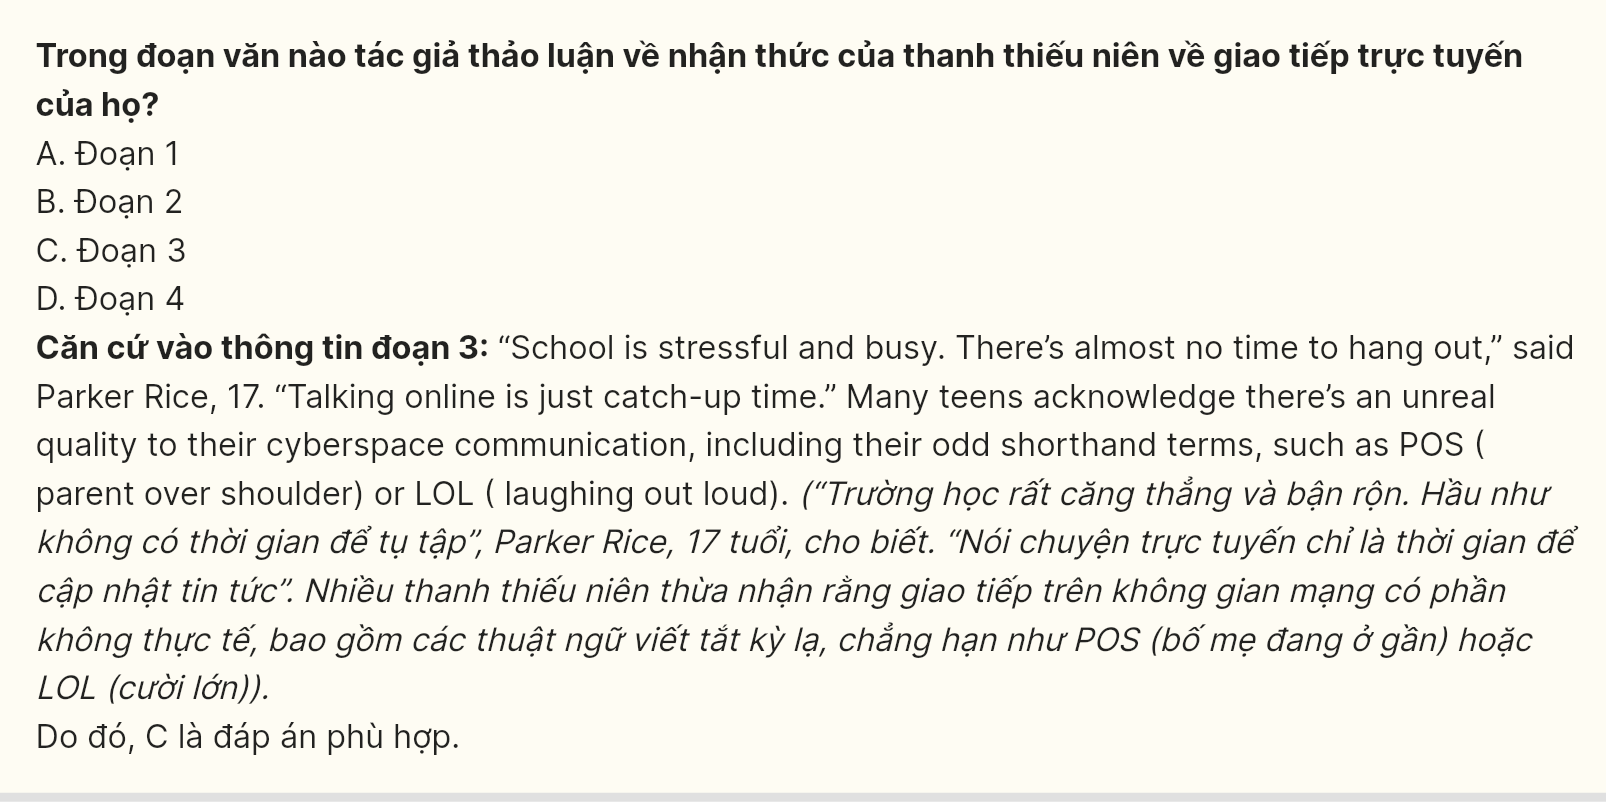 Trong đoạn văn nào tác giả thảo luận về nhận thức của thanh thiếu niên về giao tiếp trực tuyến
của họ?
A. Đoạn 1
B. Đoạn 2
C. Đoạn 3
D. Đoạn 4
Căn cứ vào thông tin đoạn 3: “School is stressful and busy. There’s almost no time to hang out,” said
Parker Rice, 17. “Talking online is just catch-up time.” Many teens acknowledge there’s an unreal
quality to their cyberspace communication, including their odd shorthand terms, such as POS (
parent over shoulder) or LOL ( laughing out loud). (“Trường học rất căng thẳng và bận rộn. Hầu như
không có thời gian để tụ tập”, Parker Rice, 17 tuổi, cho biết. “Nói chuyện trực tuyến chỉ là thời gian để
cập nhật tin tức”. Nhiều thanh thiếu niên thừa nhận rằng giao tiếp trên không gian mạng có phần
không thực tế, bao gồm các thuật ngữ viết tắt kỳ lạ, chẳng hạn như POS (bố mẹ đang ở gần) hoặc
LOL (cười lớn)).
Do đó, C là đáp án phù hợp.